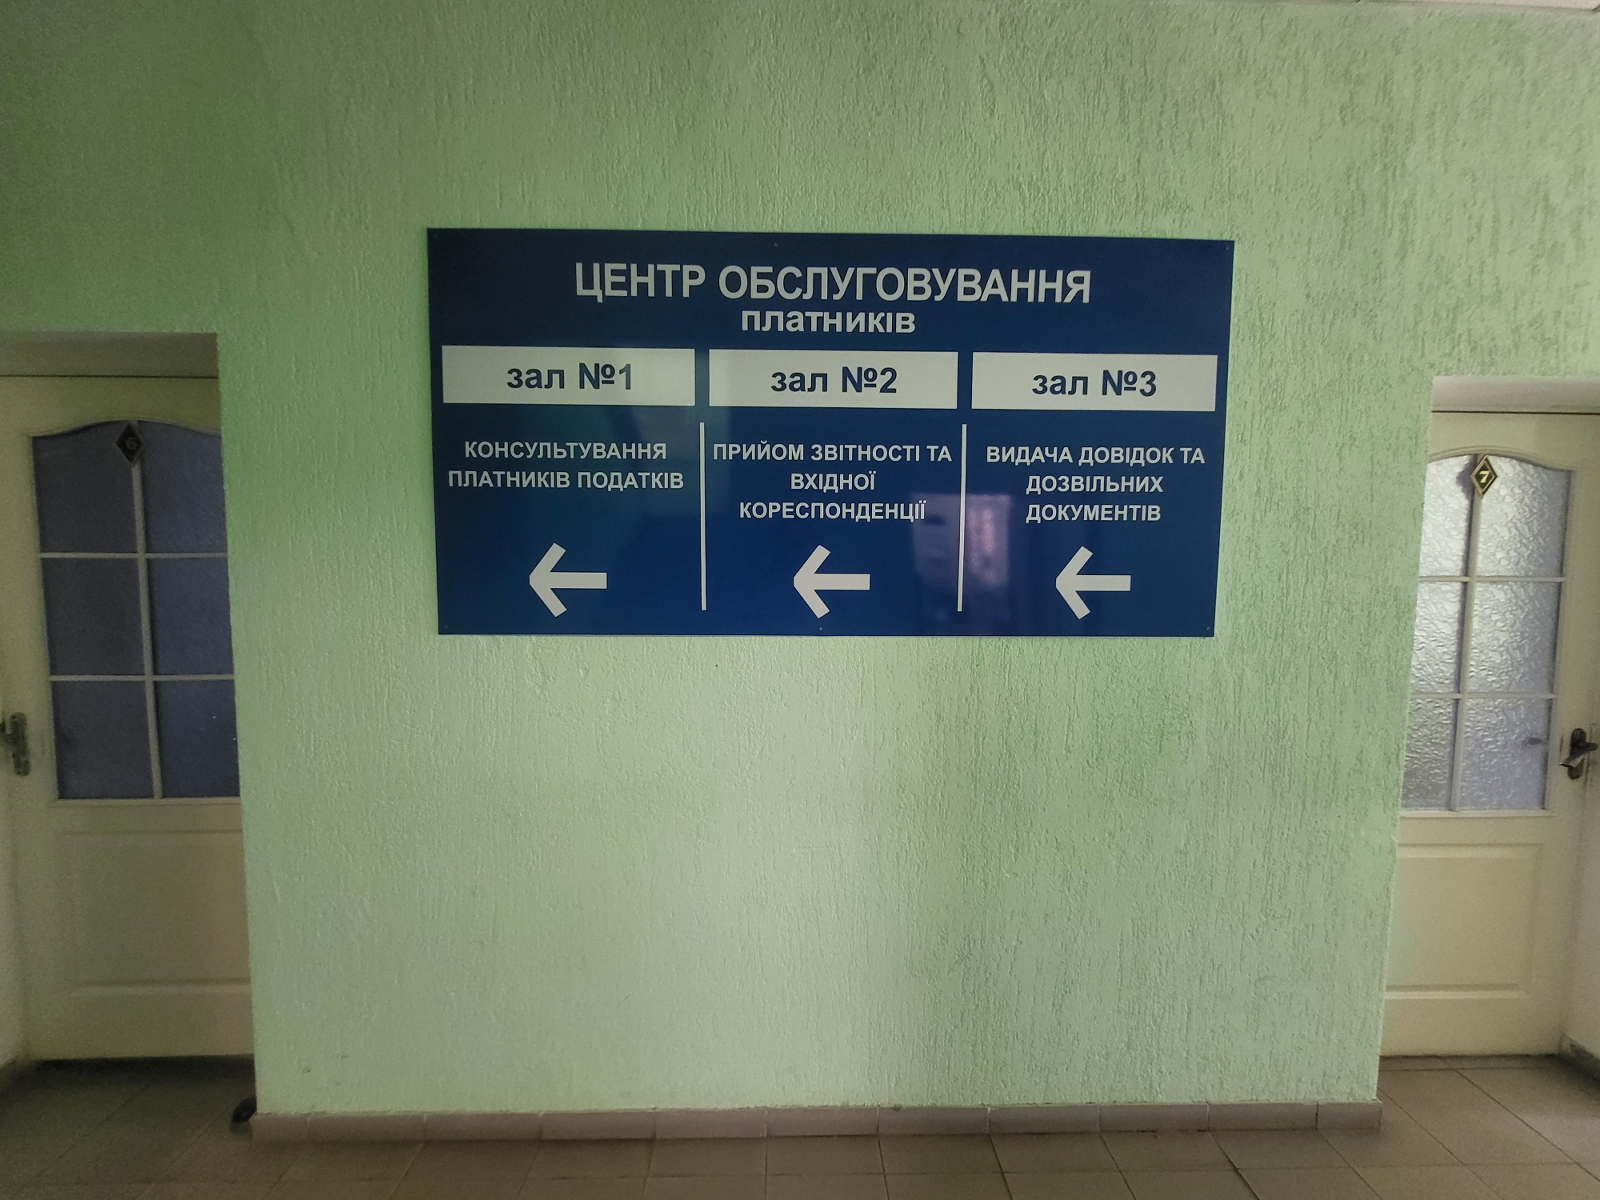 ЦЕНТР ОБСЛУГОВУВАННЯ
платників
зал №1
КОНСУЛЬТУВАННЯ
ПЛАТНИКІВ ПОДАТКІВ
зал №2
ПРИЙОМ ЗВІТНОСТІ ТА
ВХІДНОЇ
КОРЕСПОНДЕНЦІЇ
зал №3
ВИДАЧА ДОВІДОК ТА
ДОЗВІЛЬНИХ
ДОКУМЕНТІВ
6
7